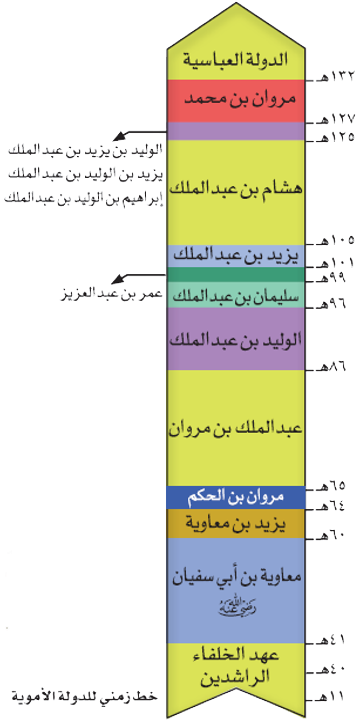 الدولة العباسية
١٣٢هـ
مروان بن محمد
١٢٧هـ
١٢٥هـ
الوليد بن يزيد بن عبد الملك
يزيد بن الوليد بن عبد الملك
إبراهيم بن الوليد بن عبد الملك
هشام بن عبد الملك
١٠٥هـ
يزيد بن عبد الملك
١٠١هـ
٩٩هـ
عمر بن عبد العزيز
سليمان بن عبد الملك
٩٦هـ
الوليد بن عبد الملك
٨٦هـ
عبد الملك بن مروان
٦٥هـ
مروان بن الحكم
٦٤هـ
يزيد بن معاوية
٦٠هـ
معاوية بن أبي سفيان
رضي الله عنه
٤١هـ
عهد الخلفاء
الراشدين
٤٠هـ
١١هـ
خط زمني للدولة الأموية